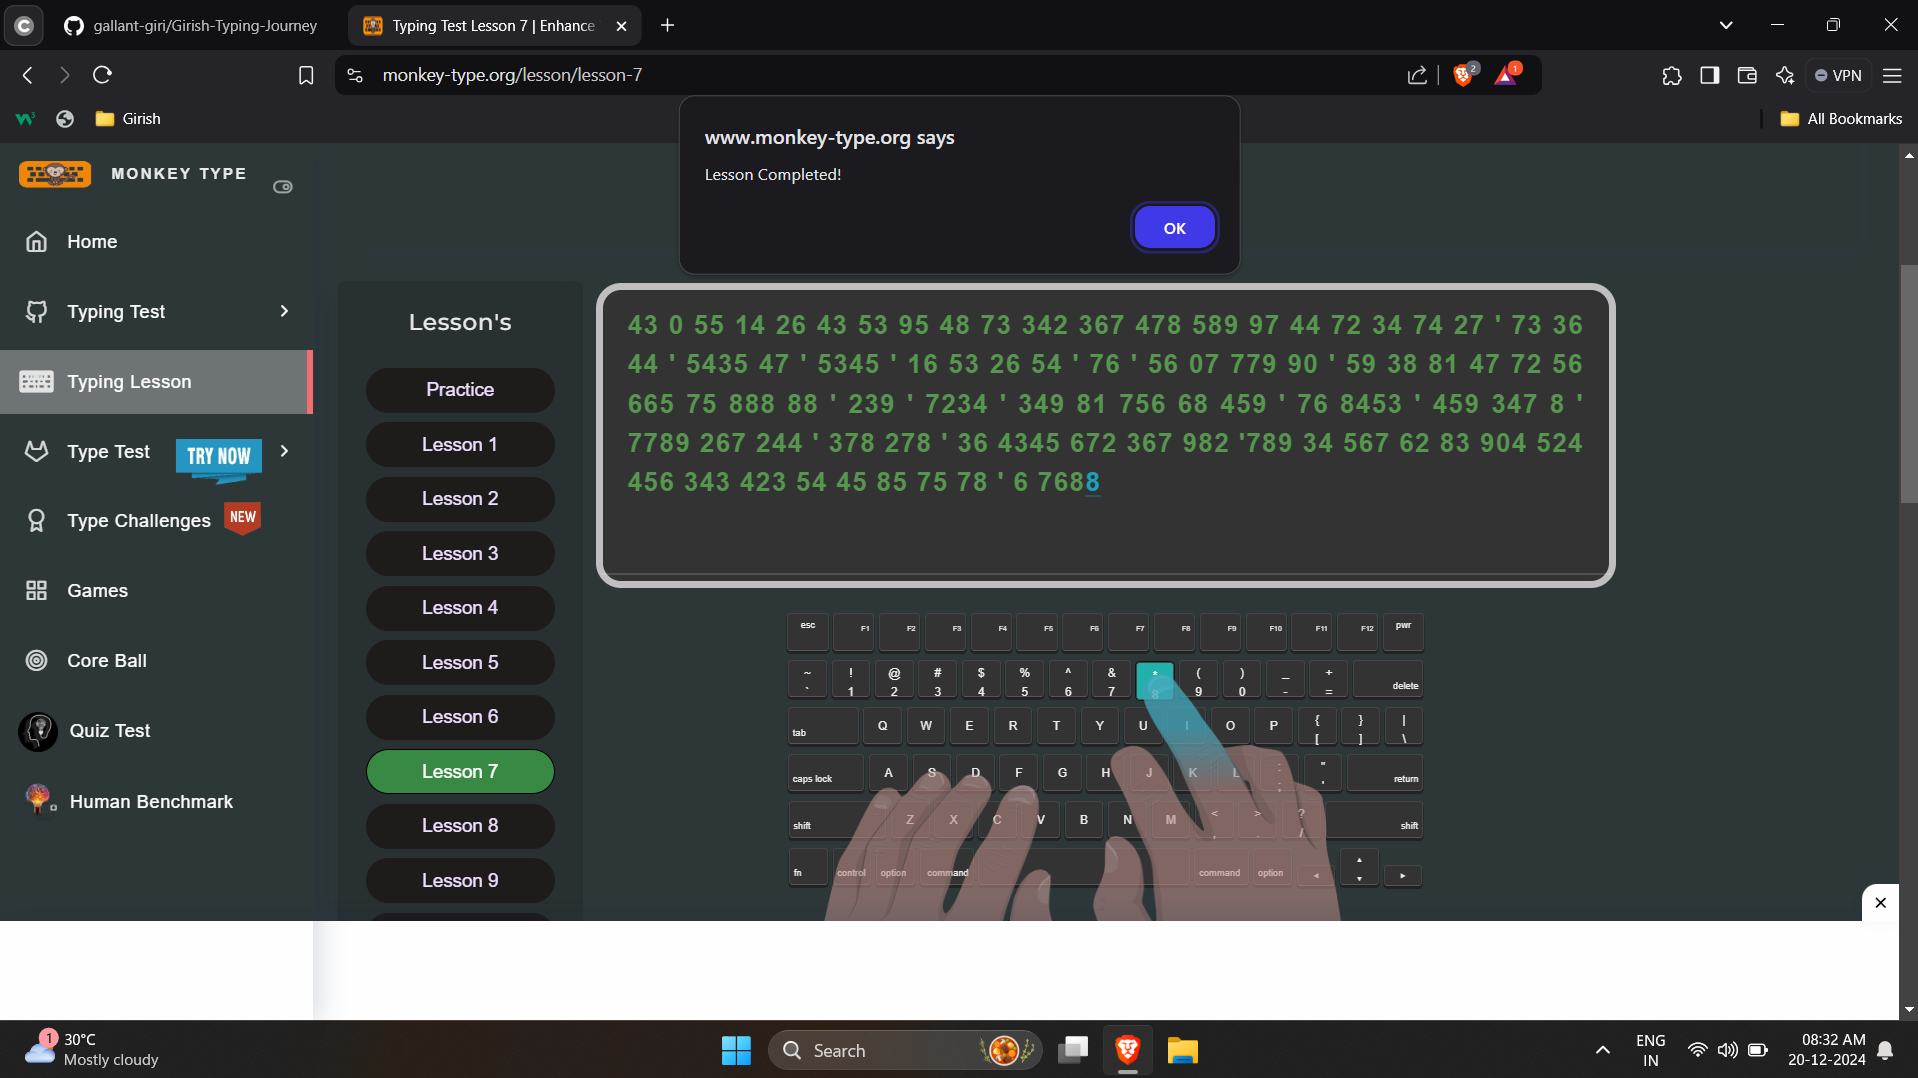 gallant-giri/Girish-Typing-Journey
Typing Test Lesson 7 | Enhance
monkey-type.org/lesson/lesson-7
2
1
VPN
Girish
All Bookmarks
www.monkey-type.org says
Lesson Completed!
OK
MONKEY TYPE
Home
Typing Test
Typing Lesson
Type Test
TRY NOW
Type Challenges
NEW
Games
Core Ball
Quiz Test
Human Benchmark
Lesson's
Practice
Lesson 1
Lesson 2
Lesson 3
Lesson 4
Lesson 5
Lesson 6
Lesson 7
Lesson 8
Lesson 9
43 0 55 14 26 43 53 95 48 73 342 367 478 589 97 44 72 34 74 27 ' 73 36
44 ' 5435 47 ' 5345 ' 16 53 26 54 ' 76 ' 56 07 779 90 ' 59 38 81 47 72 56
665 75 888 88 ' 239 ' 7234 ' 349 81 756 68 459 ' 76 8453 ' 459 347 8 '
7789 267 244 ' 378 278 ' 36 4345 672 367 982 '789 34 567 62 83 904 524
456 343 423 54 45 85 75 78 ' 6 7688
esc F1 F2 F3 F4 F5 F6 F7 F8 F9 F10 F11 F12 pwr
~ ! @ # $ % ^ & * ( ) _ +
` 1 2 3 4 5 6 7 8 9 0 - = delete
tab Q W E R T Y U I O P { [ } ] | \
caps lock A S D F G H J K L : ; " ' return
shift Z X C V B N M < , > . ? / shift
fn control option command command option
30°C
Mostly cloudy
1
Search
ENG
IN
08:32 AM
20-12-2024